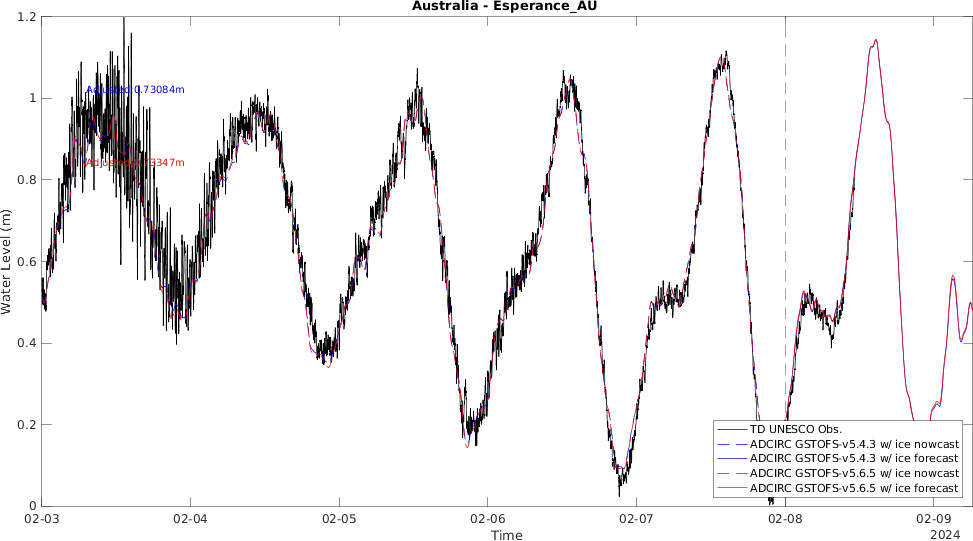 Australia - Esperance_AU
1.2
1
0.8
0.6
0.4
0.2
0
Water Level (m)
Adjusted 0.73084m
02-03
02-04
02-05
02-06
02-07
02-08
02-09
Time
2024
TD UNESCO Obs.
ADCIRC GSTOFS-v5.4.3 w/ ice nowcast
ADCIRC GSTOFS-v5.4.3 w/ ice forecast
ADCIRC GSTOFS-v5.6.5 w/ ice nowcast
ADCIRC GSTOFS-v5.6.5 w/ ice forecast